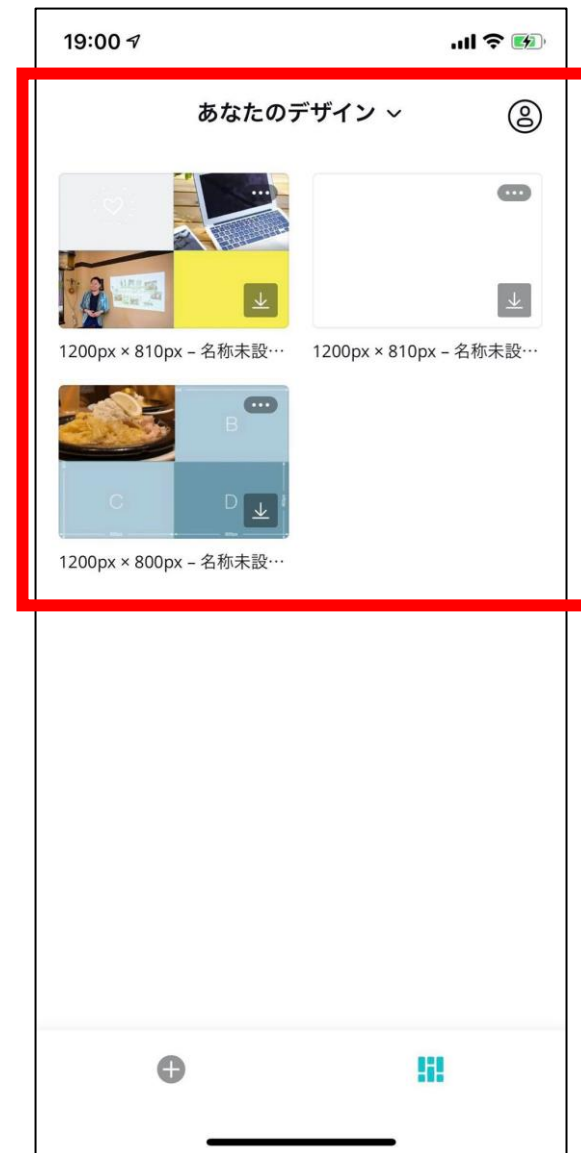 19:00
あなたのデザイン
1200px × 810px – 名称未設…
1200px × 810px – 名称未設…
B
C
D
1200px × 800px – 名称未設…